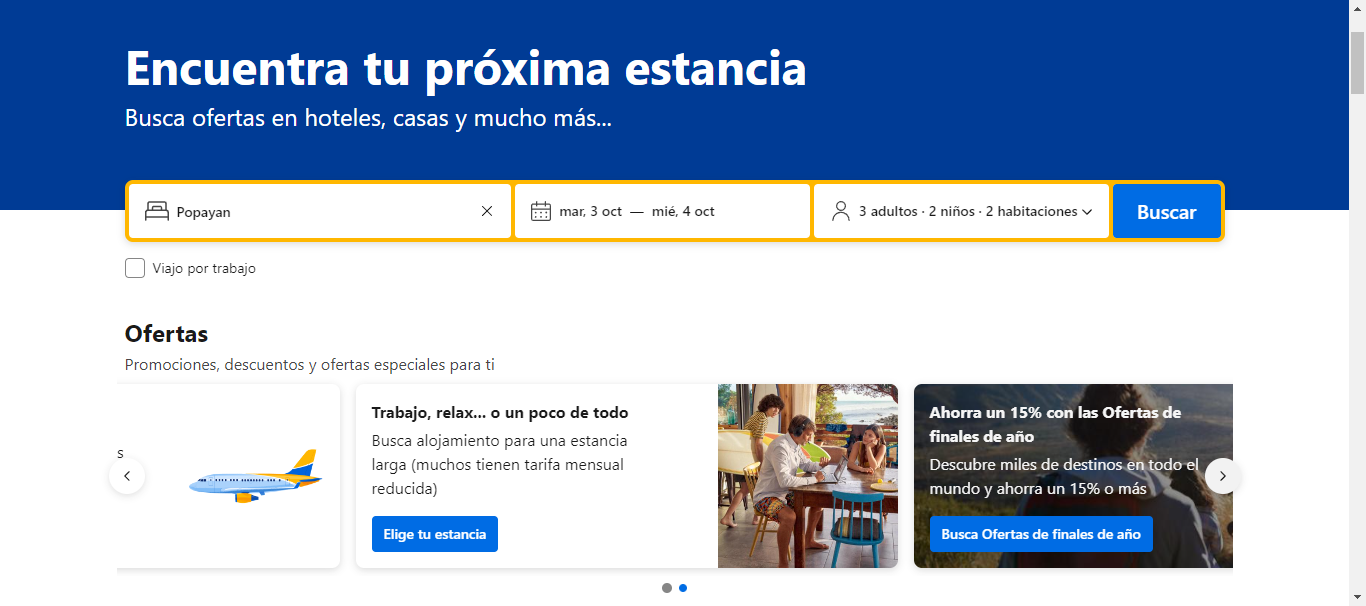 Encuentra tu próxima estancia
Busca ofertas en hoteles, casas y mucho más...
Popayan
mar, 3 oct — mié, 4 oct
3 adultos · 2 niños · 2 habitaciones
Buscar
Viajo por trabajo
Ofertas
Promociones, descuentos y ofertas especiales para ti
s
Trabajo, relax... o un poco de todo
Busca alojamiento para una estancia
larga (muchos tienen tarifa mensual
reducida)
Elige tu estancia
Ahorra un 15% con las Ofertas de
finales de año
Descubre miles de destinos en todo el
mundo y ahorra un 15% o más
Busca Ofertas de finales de año